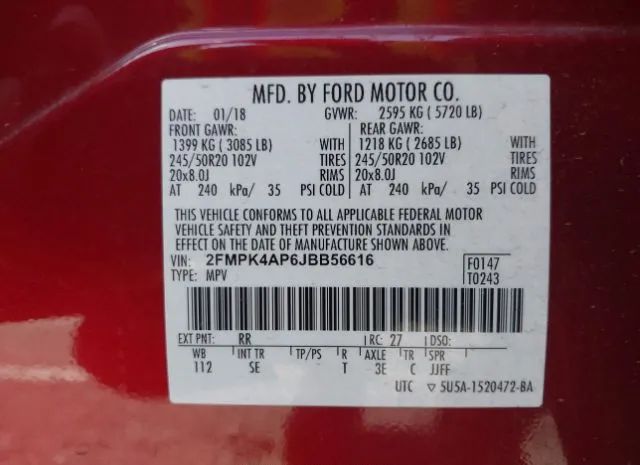 MFD. BY FORD MOTOR CO.
DATE: 01/18 GVWR: 2595 KG ( 5720 LB)
FRONT GAWR: REAR GAWR:
1399 KG ( 3085 LB) WITH 1218 KG ( 2685 LB) WITH
245/50R20 102V TIRES 245/50R20 102V TIRES
20x8.0J RIMS 20x8.0J RIMS
AT 240 kPa/ 35 PSI COLD AT 240 kPa/ 35 PSI COLD
THIS VEHICLE CONFORMS TO ALL APPLICABLE FEDERAL MOTOR
VEHICLE SAFETY AND THEFT PREVENTION STANDARDS IN
EFFECT ON THE DATE OF MANUFACTURE SHOWN ABOVE.
VIN: 2FMPK4AP6JBB56616 F0147
TYPE: MPV T0243
EXT PNT: RR RC: 27 DSO:
WB INT TR TP/PS R AXLE TR SPR
112 SE T 3E C JJFF
UTC ▽ 5U5A-1520472-BA